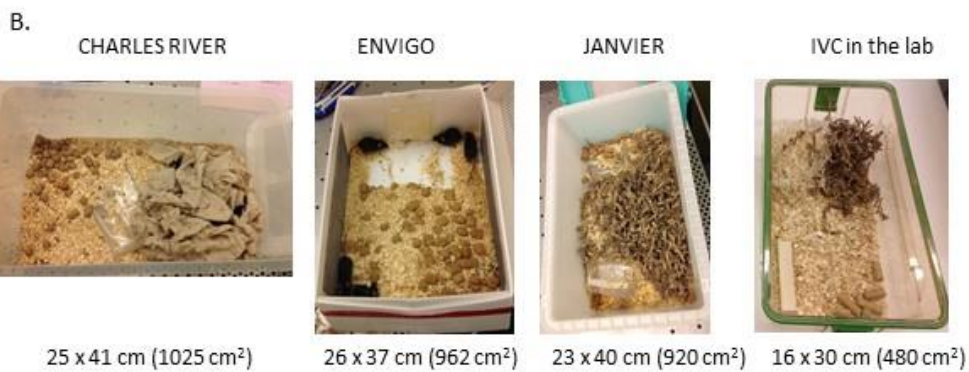 B.
CHARLES RIVER ENVIGO JANVIER IVC in the lab
25 x 41 cm (1025 cm²) 26 x 37 cm (962 cm²) 23 x 40 cm (920 cm²) 16 x 30 cm (480 cm²)